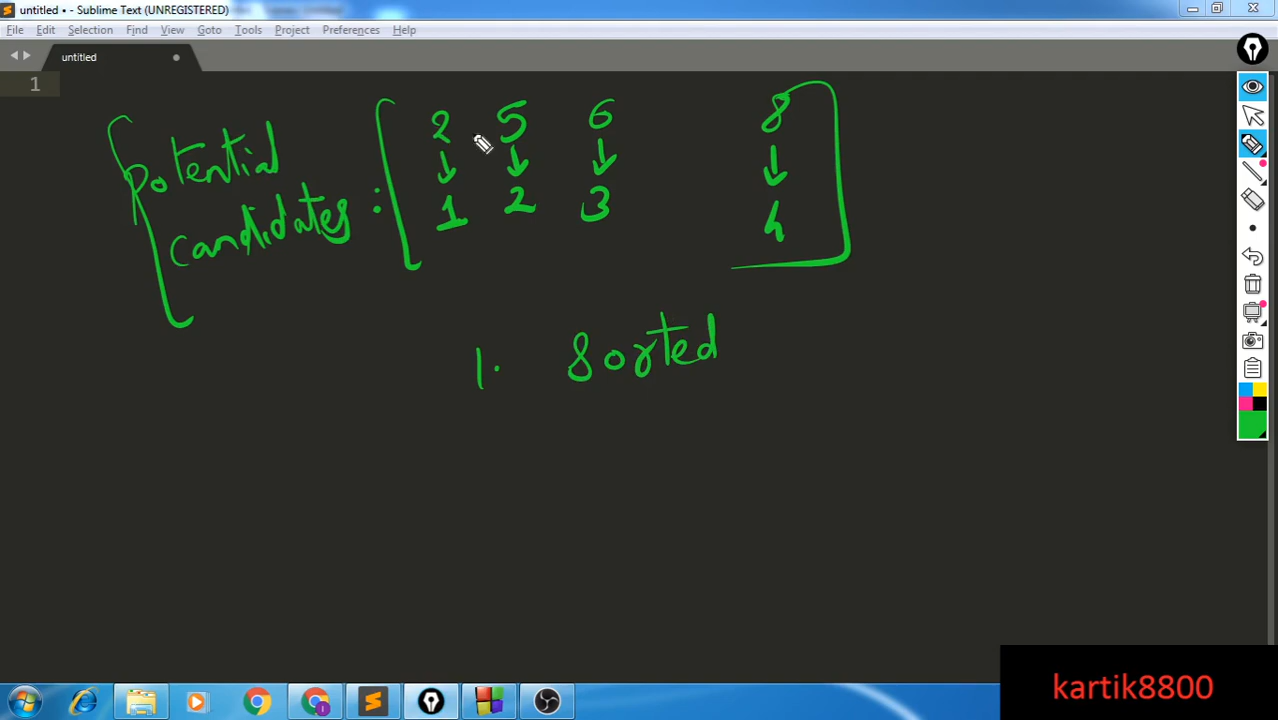 untitled • - Sublime Text (UNREGISTERED)
File Edit Selection Find View Goto Tools Project Preferences Help
untitled
1
2 5 6 8
potential
candidates :
1 2 3 4
1. Sorted
kartik8800